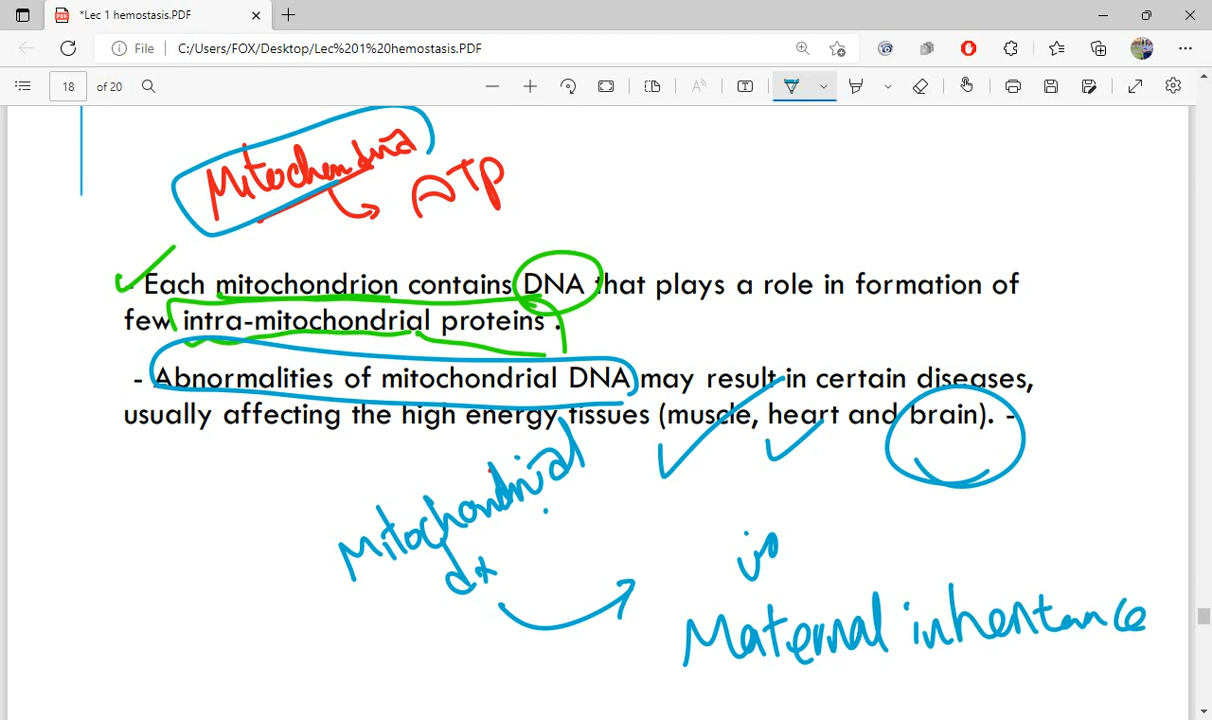 *Lec 1 hemostasis.PDF
File C:/Users/FOX/Desktop/Lec%201%20hemostasis.PDF
18 of 20
Mitochondria
ATP
- Each mitochondrion contains DNA that plays a role in formation of
few intra-mitochondrial proteins .
- Abnormalities of mitochondrial DNA may result in certain diseases,
usually affecting the high energy tissues (muscle, heart and brain). -
Mitochondrial
dx
is
Maternal inheritance